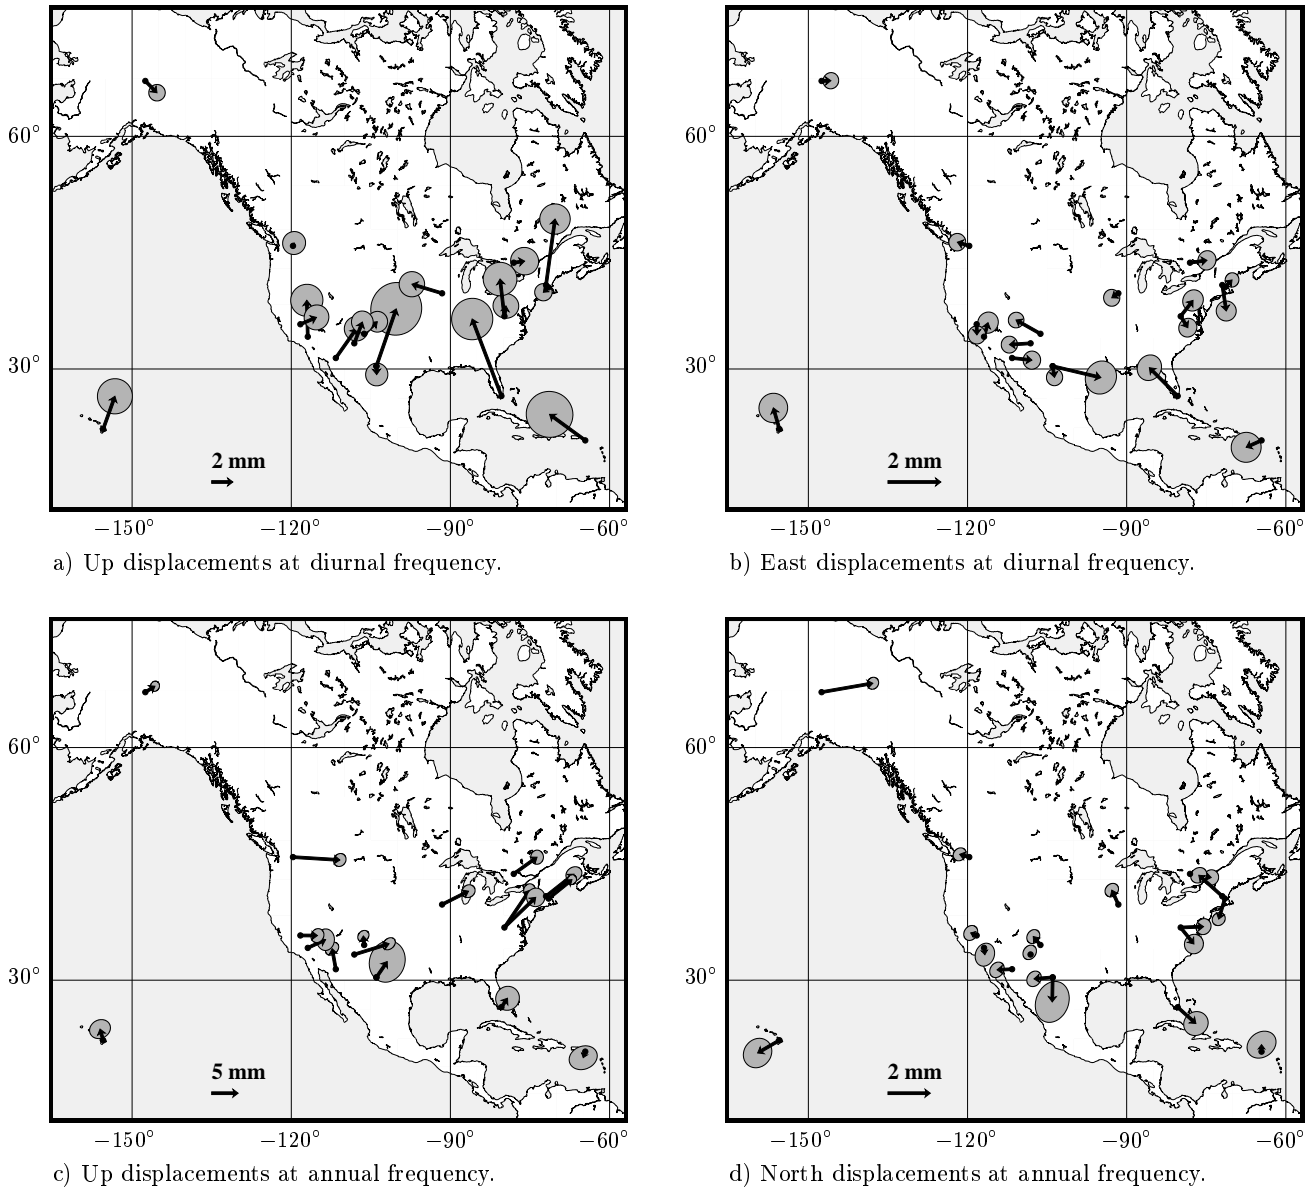 60°
30°
2 mm
−150° −120° −90° −60°
a) Up displacements at diurnal frequency.
60°
30°
2 mm
−150° −120° −90° −60°
b) East displacements at diurnal frequency.
60°
30°
5 mm
−150° −120° −90° −60°
c) Up displacements at annual frequency.
60°
30°
2 mm
−150° −120° −90° −60°
d) North displacements at annual frequency.